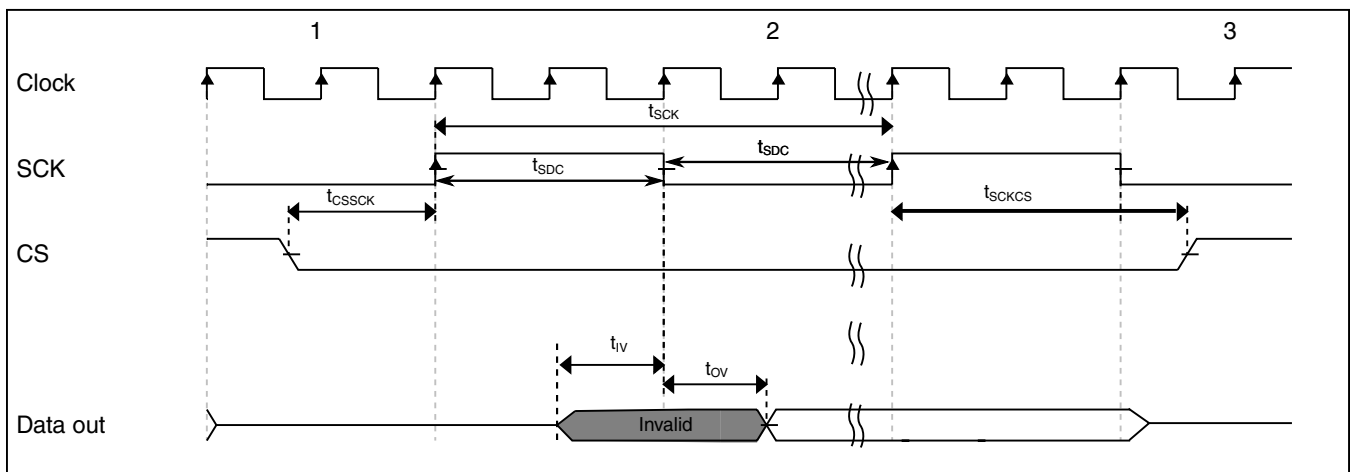 1 2 3
Clock
tSCK
SCK
tSDC
tSDC
tCSSCK
tSCKCS
CS
tIV
tOV
Data out
Invalid